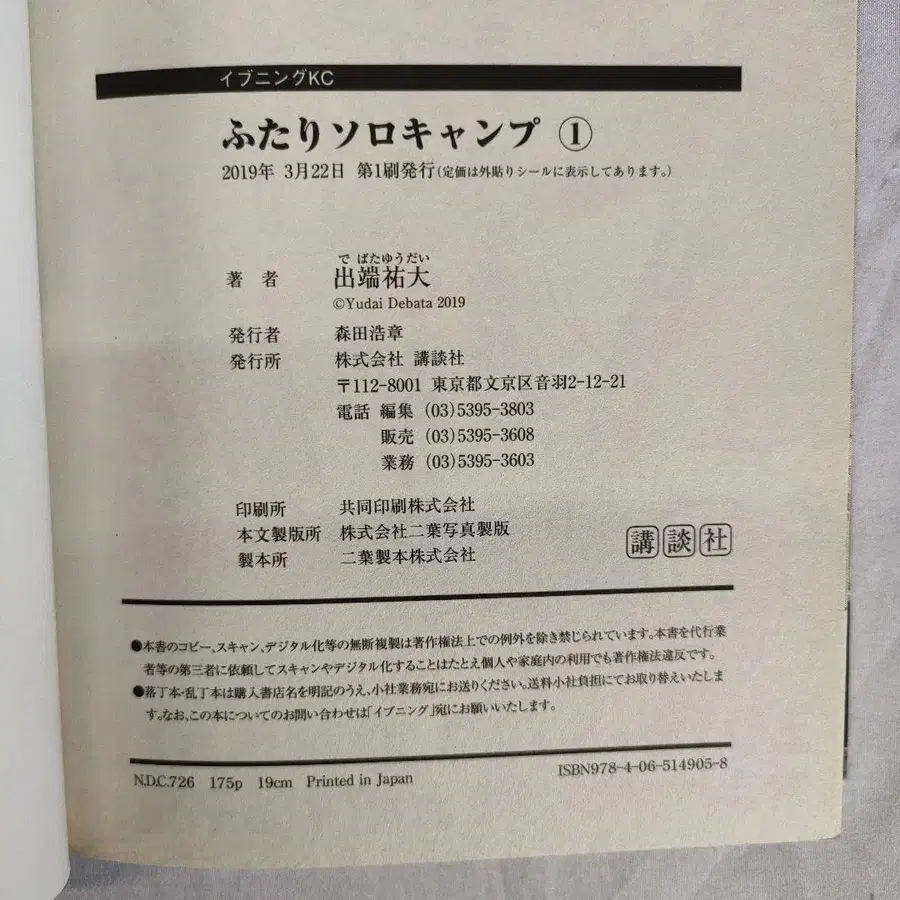 イブニングKC
ふたりソロキャンプ ①
2019年 3月22日 第1刷発行(定価は外貼りシールに表示してあります。)
でばたゆうだい
著 者 出端祐大
©Yudai Debata 2019
発行者 森田浩章
発行所 株式会社 講談社
〒112-8001 東京都文京区音羽2-12-21
電話 編集 (03)5395-3803
販売 (03)5395-3608
業務 (03)5395-3603
印刷所 共同印刷株式会社
本文製版所 株式会社二葉写真製版
製本所 二葉製本株式会社
講談社
●本書のコピー、スキャン、デジタル化等の無断複製は著作権法上での例外を除き禁じられています。本書を代行業
者等の第三者に依頼してスキャンやデジタル化することはたとえ個人や家庭内の利用でも著作権法違反です。
●落丁本・乱丁本は購入書店名を明記のうえ、小社業務宛にお送りください。送料小社負担にてお取り替えいたしま
す。なお、この本についてのお問い合わせは「イブニング」宛にお願いいたします。
N.D.C.726 175p 19cm Printed in Japan
ISBN978-4-06-514905-8